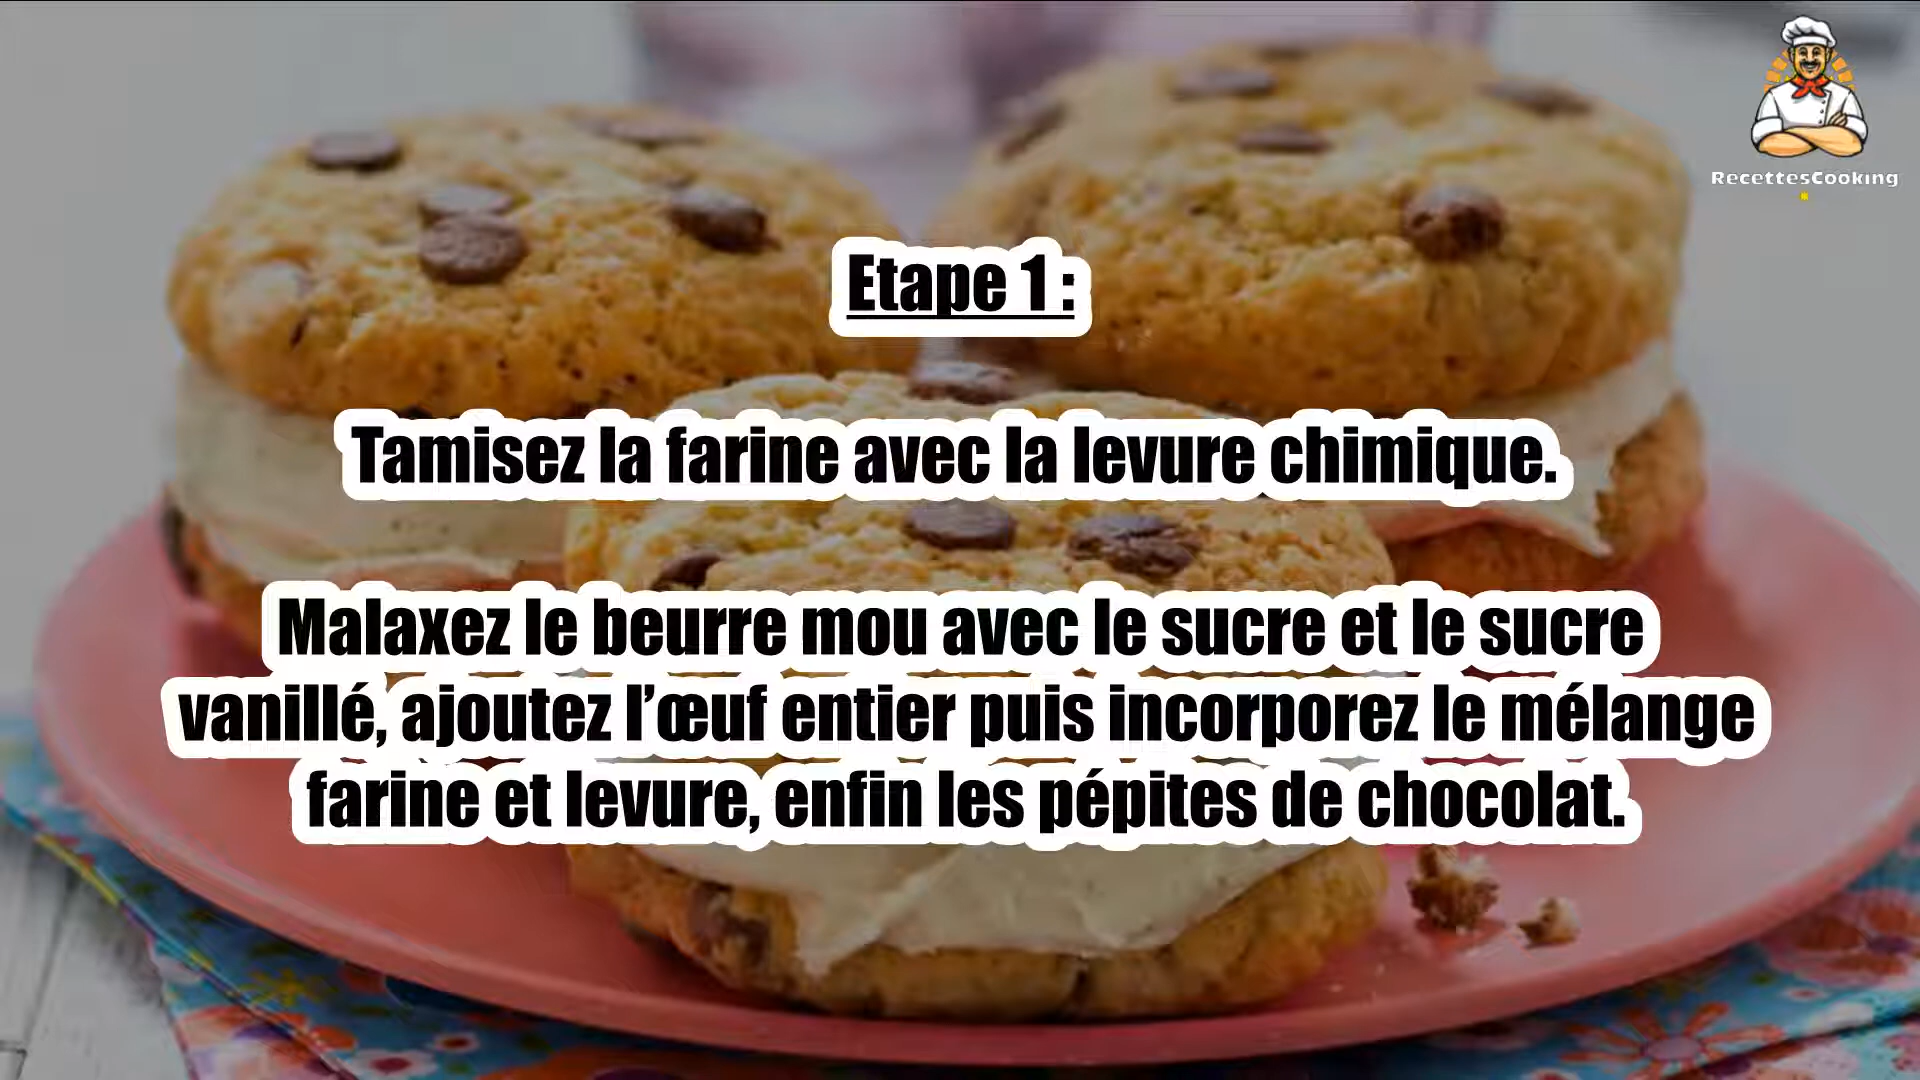 RecettesCooking
Etape 1 :
Tamisez la farine avec la levure chimique.
Malaxez le beurre mou avec le sucre et le sucre
vanillé, ajoutez l’œuf entier puis incorporez le mélange
farine et levure, enfin les pépites de chocolat.